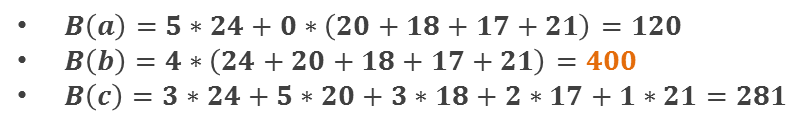 • B(a) = 5 * 24 + 0 * (20 + 18 + 17 + 21) = 120
• B(b) = 4 * (24 + 20 + 18 + 17 + 21) = 400
• B(c) = 3 * 24 + 5 * 20 + 3 * 18 + 2 * 17 + 1 * 21 = 281